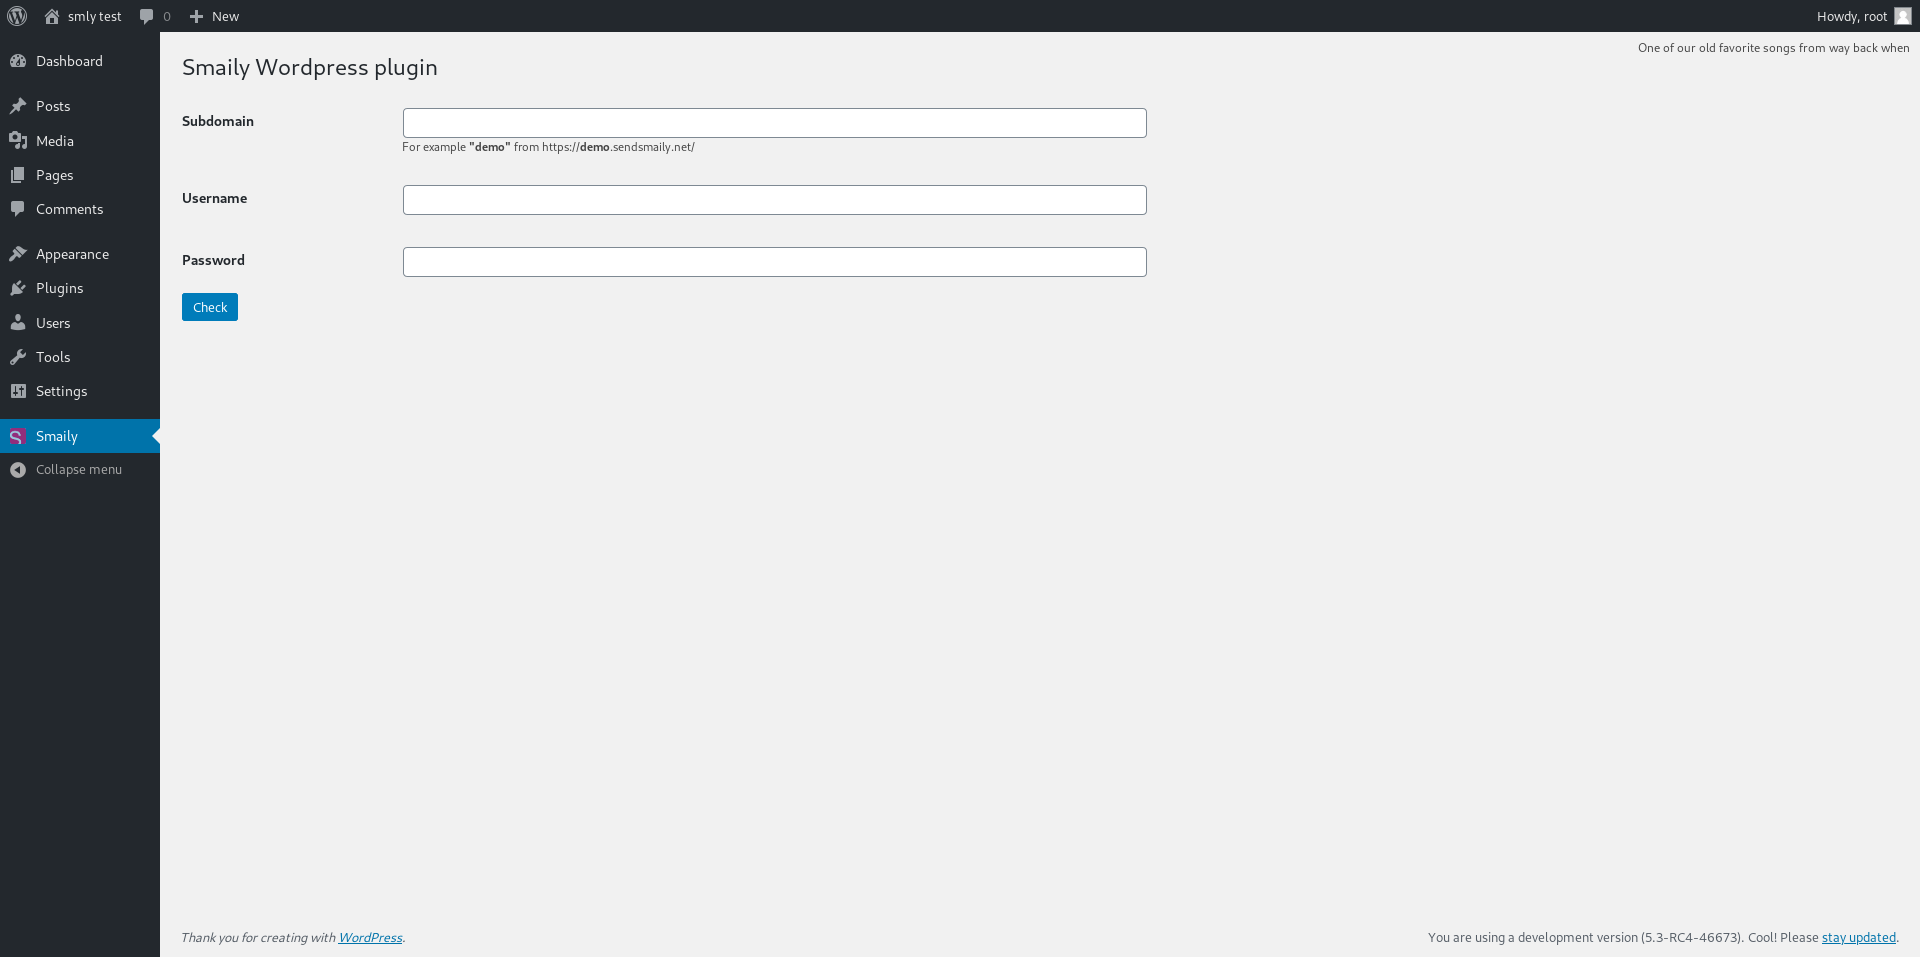 smly test 0 New Howdy, root
One of our old favorite songs from way back when
Dashboard
Posts
Media
Pages
Comments
Appearance
Plugins
Users
Tools
Settings
Smaily
Collapse menu
Smaily Wordpress plugin
Subdomain
For example "demo" from https://demo.sendsmaily.net/
Username
Password
Check
Thank you for creating with WordPress.
You are using a development version (5.3-RC4-46673). Cool! Please stay updated.